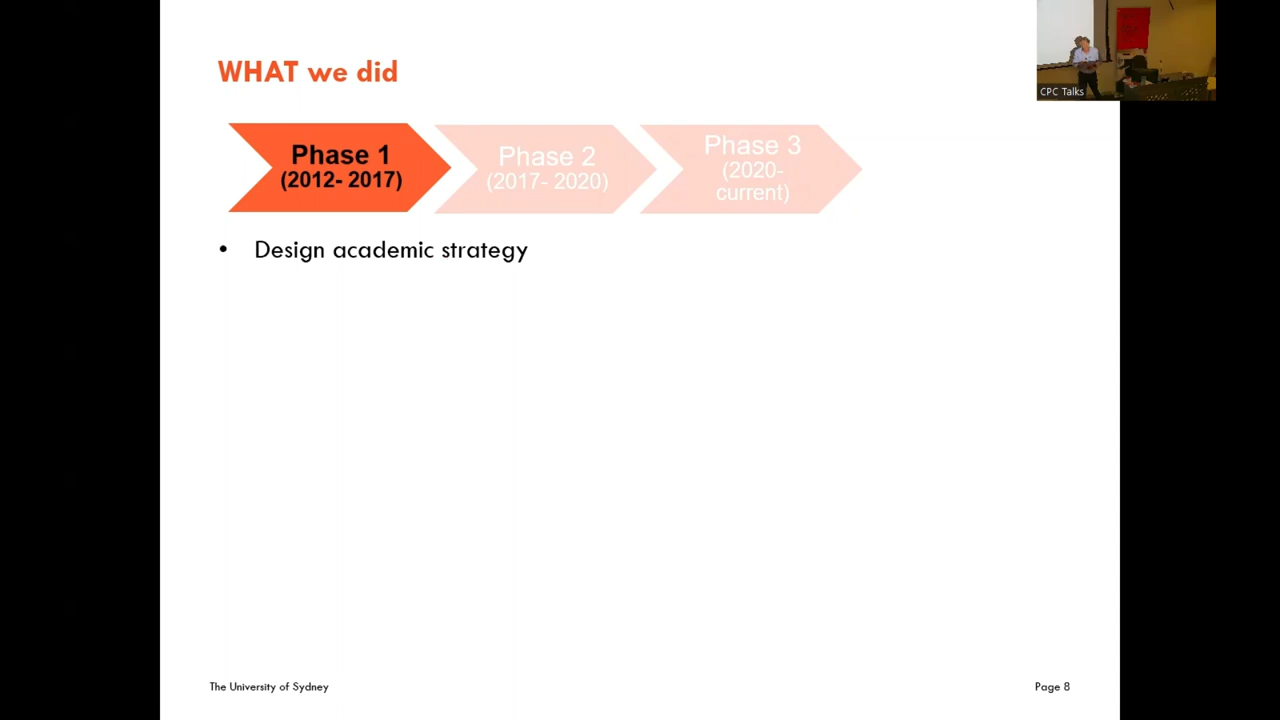 WHAT we did
CPC Talks
Phase 1
(2012- 2017)
Phase 2
(2017- 2020)
Phase 3
(2020-
current)
• Design academic strategy
The University of Sydney
Page 8